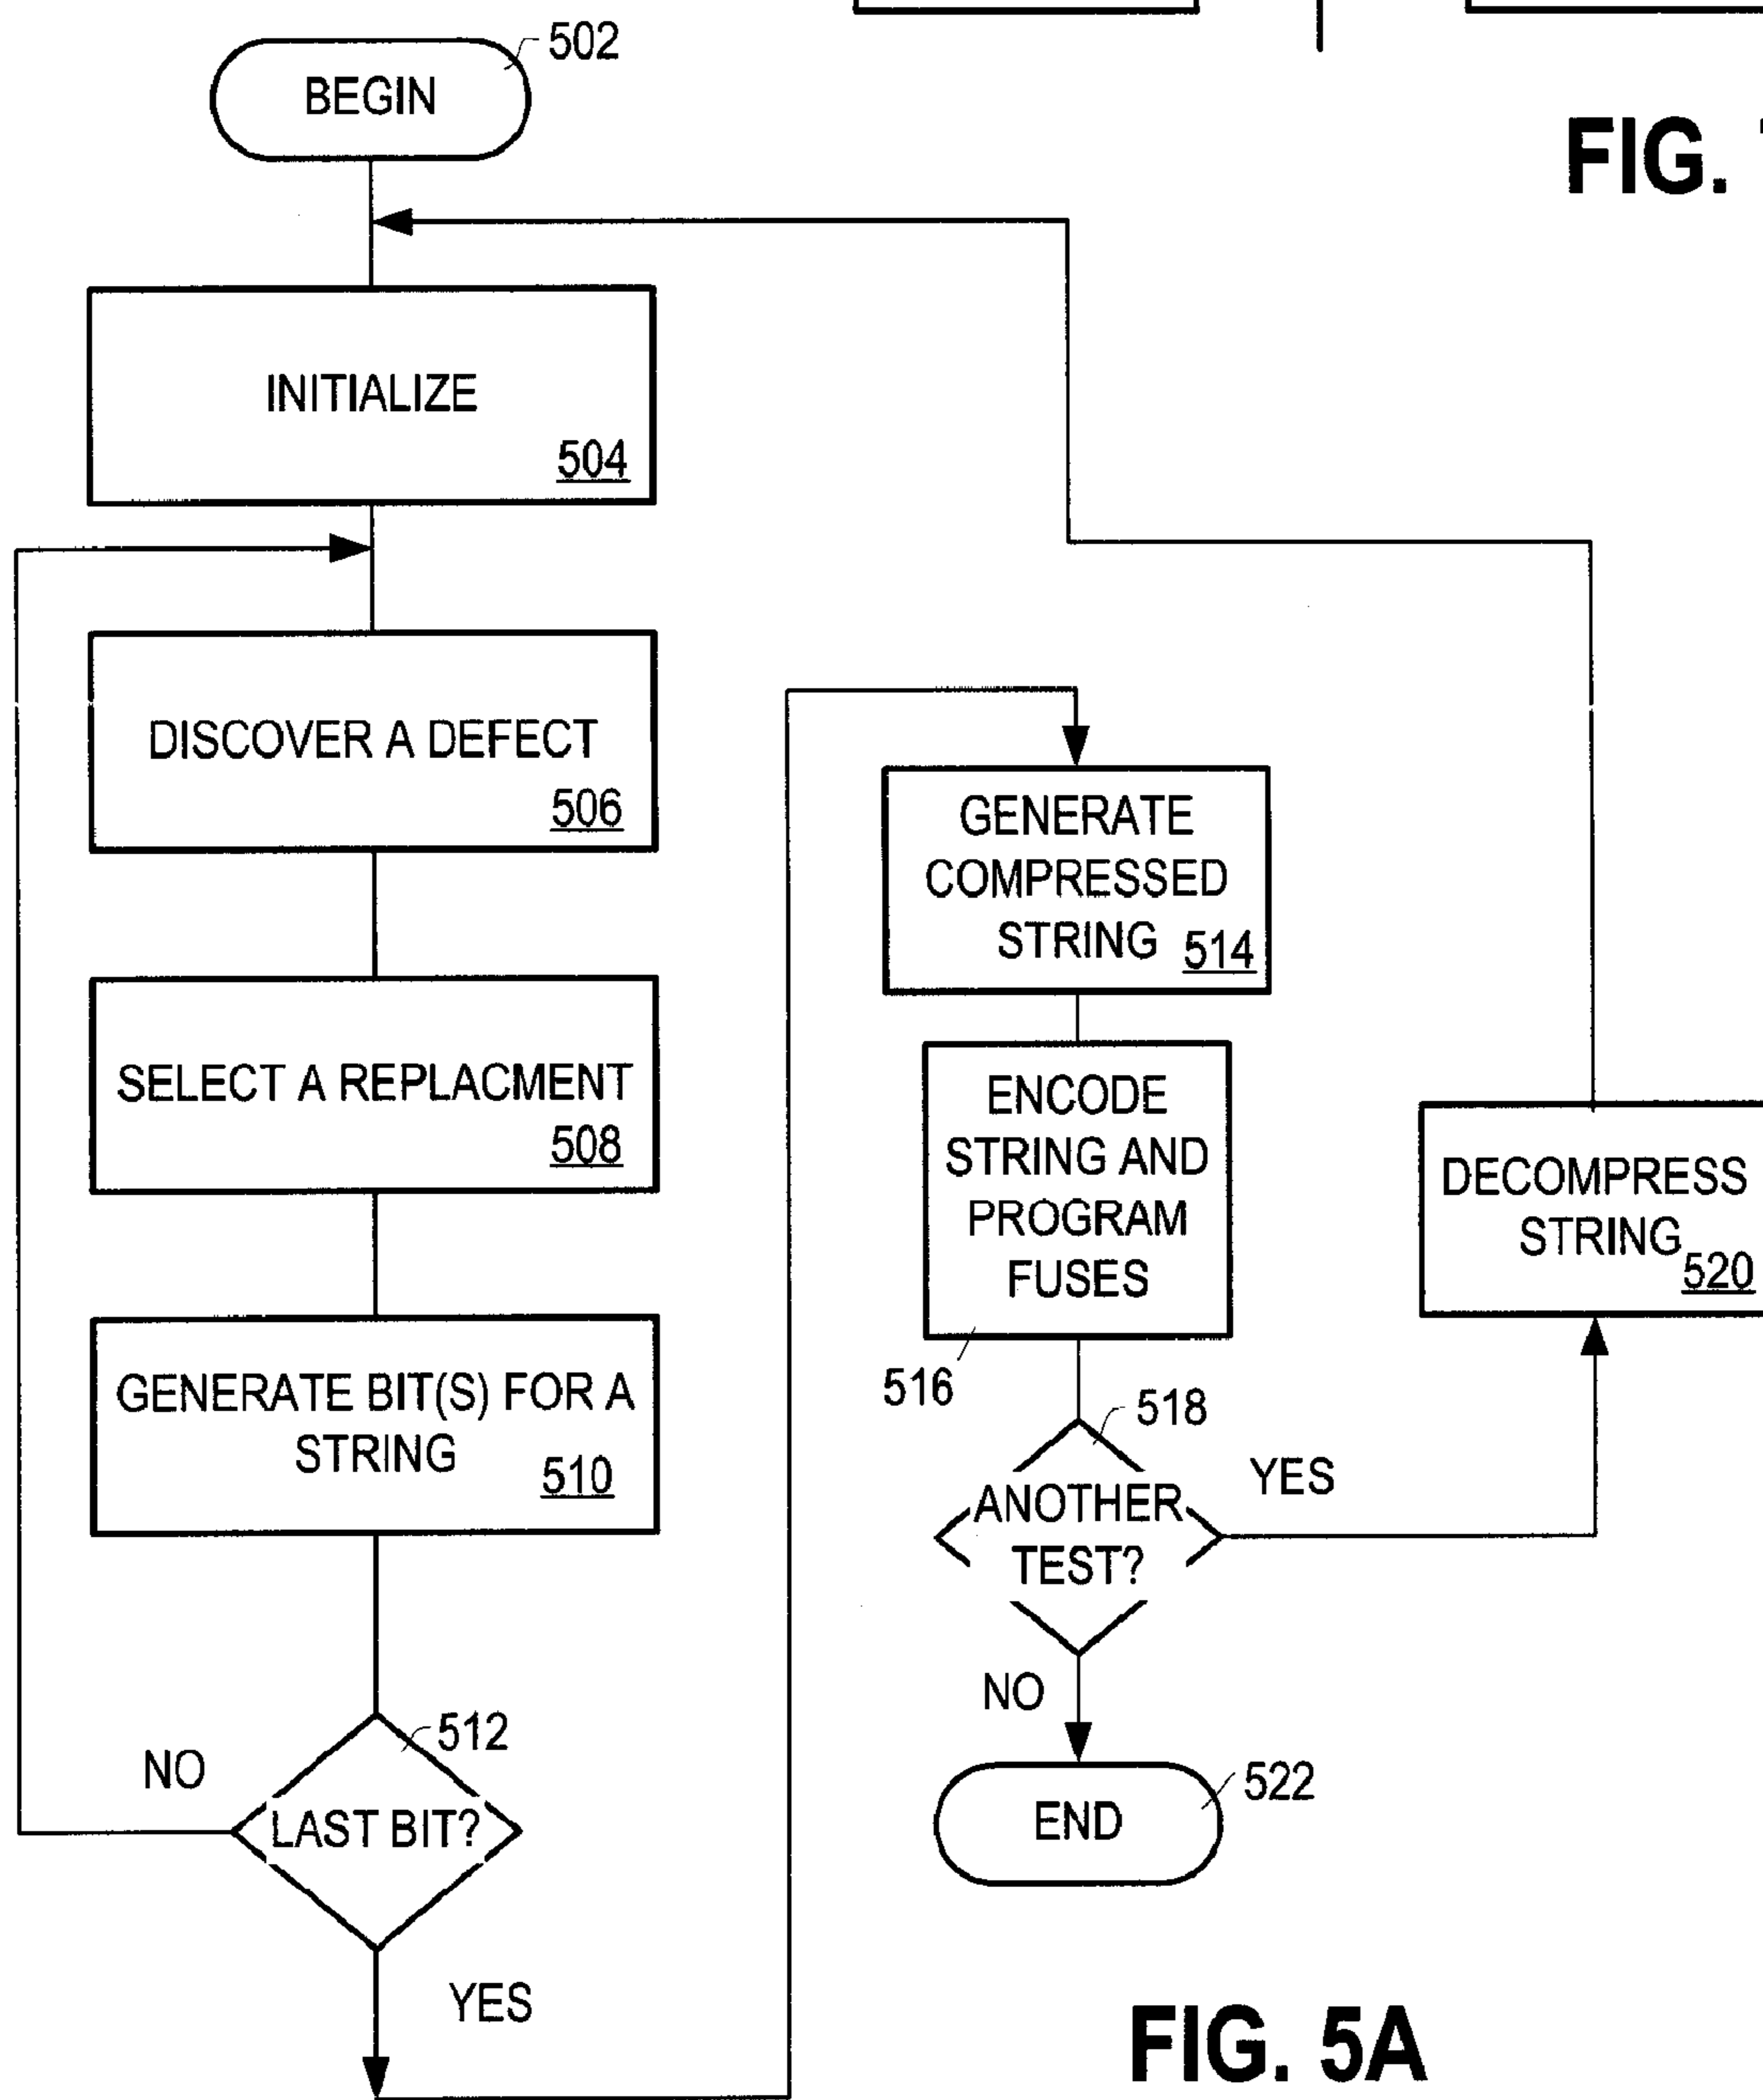 FIG.
BEGIN
502
INITIALIZE
504
DISCOVER A DEFECT
506
SELECT A REPLACMENT
508
GENERATE BIT(S) FOR A
STRING
510
512
NO
LAST BIT?
YES
GENERATE
COMPRESSED
STRING
514
ENCODE
STRING AND
PROGRAM
FUSES
516
518
ANOTHER
TEST?
YES
NO
DECOMPRESS
STRING
520
END
522
FIG. 5A